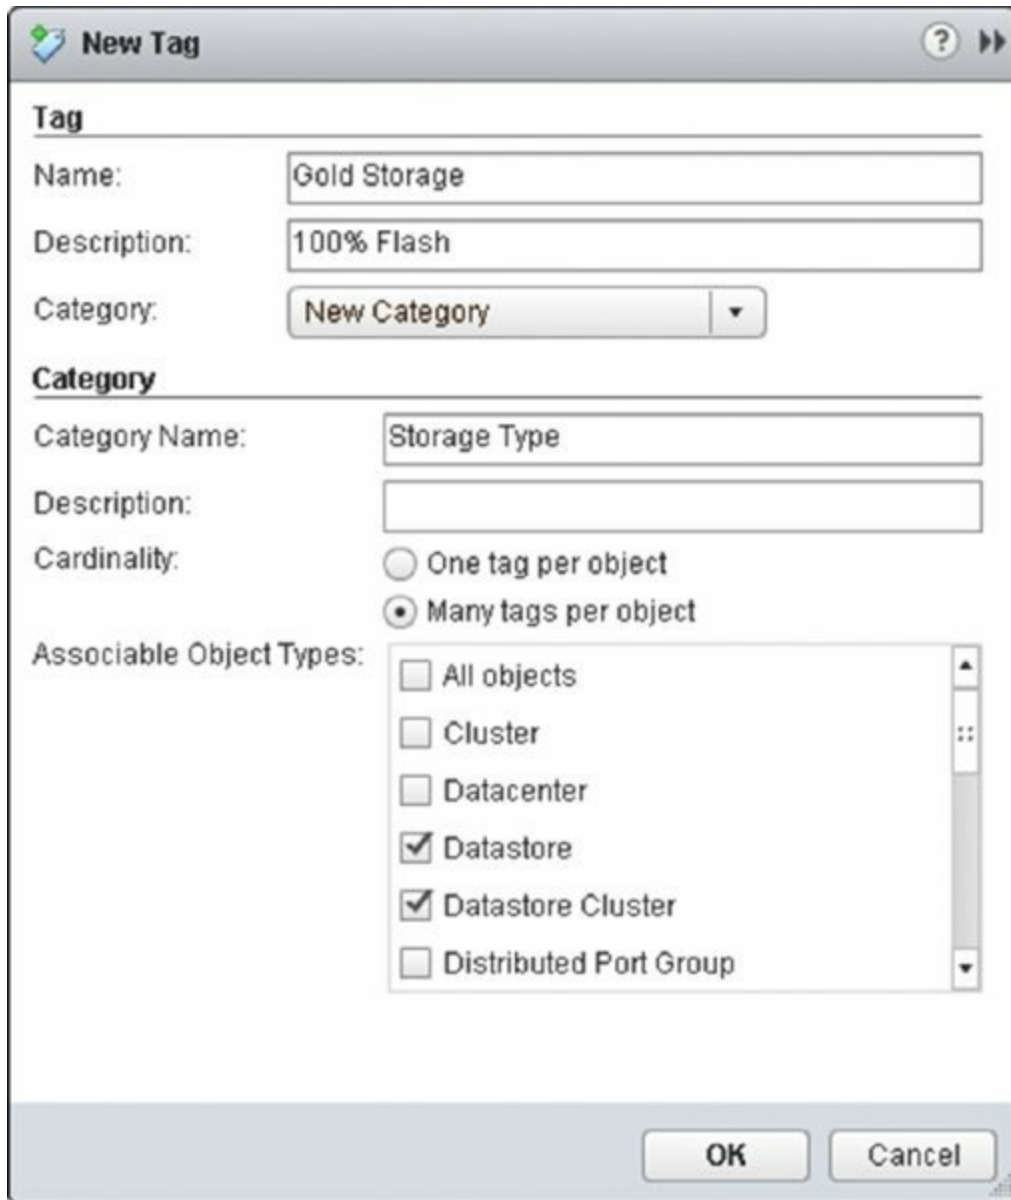 New Tag ?
Tag
Name: Gold Storage
Description: 100% Flash
Category: New Category
Category
Category Name: Storage Type
Description:
Cardinality: One tag per object
Many tags per object
Associable Object Types: All objects
Cluster
Datacenter
Datastore
Datastore Cluster
Distributed Port Group
OK Cancel